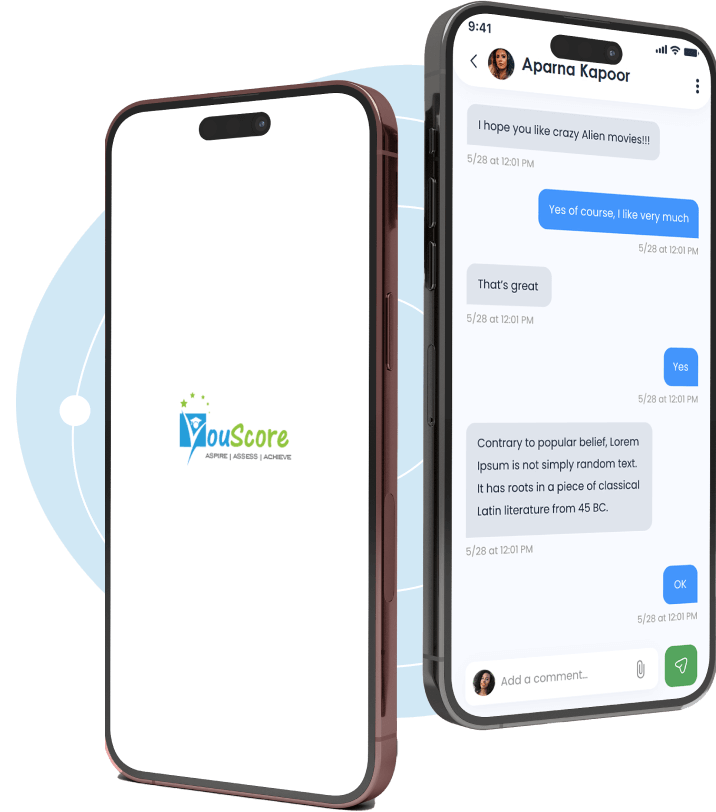 YouScore
ASPIRE | ASSESS | ACHIEVE
9:41
Aparna Kapoor
I hope you like crazy Alien movies!!!
5/28 at 12:01 PM
Yes of course, I like very much
5/28 at 12:01 PM
That's great
5/28 at 12:01 PM
Yes
5/28 at 12:01 PM
Contrary to popular belief, Lorem
Ipsum is not simply random text.
It has roots in a piece of classical
Latin literature from 45 BC.
5/28 at 12:01 PM
OK
5/28 at 12:01 PM
Add a comment...